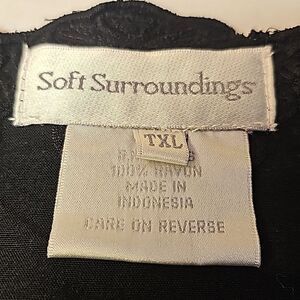 Soft Surroundings
TXL
100% RAYON
MADE IN
INDONESIA
CARE ON REVERSE